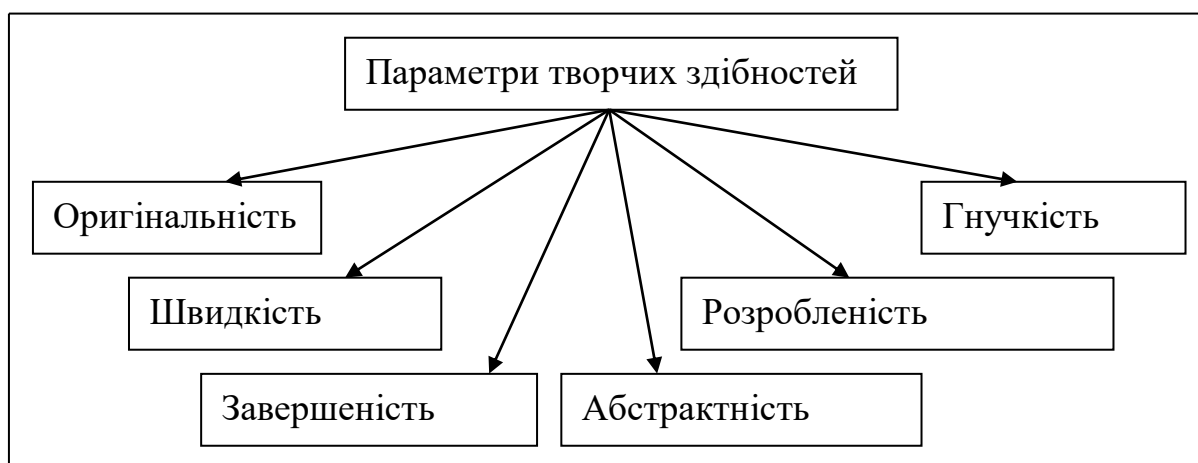 Параметри творчих здібностей
Оригінальність
Гнучкість
Швидкість
Розробленість
Завершеність
Абстрактність